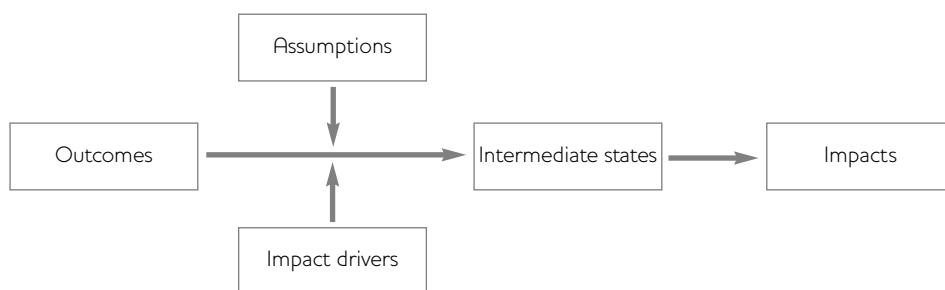 Assumptions
Outcomes
Intermediate states
Impacts
Impact drivers